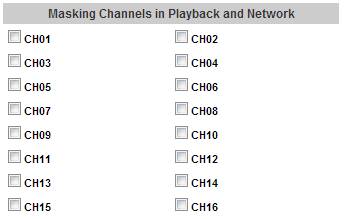 Masking Channels in Playback and Network
CH01 CH02
CH03 CH04
CH05 CH06
CH07 CH08
CH09 CH10
CH11 CH12
CH13 CH14
CH15 CH16